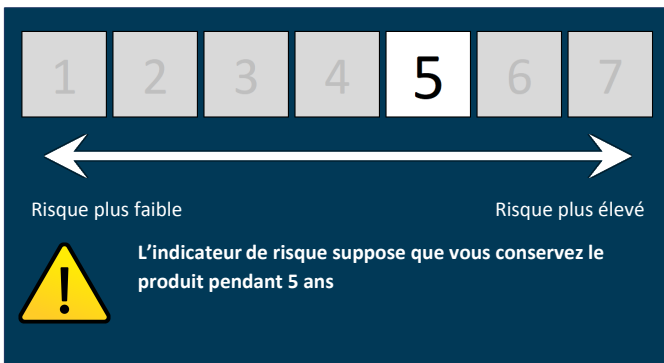 1 2 3 4 5 6 7
Risque plus faible Risque plus élevé
L'indicateur de risque suppose que vous conservez le
produit pendant 5 ans